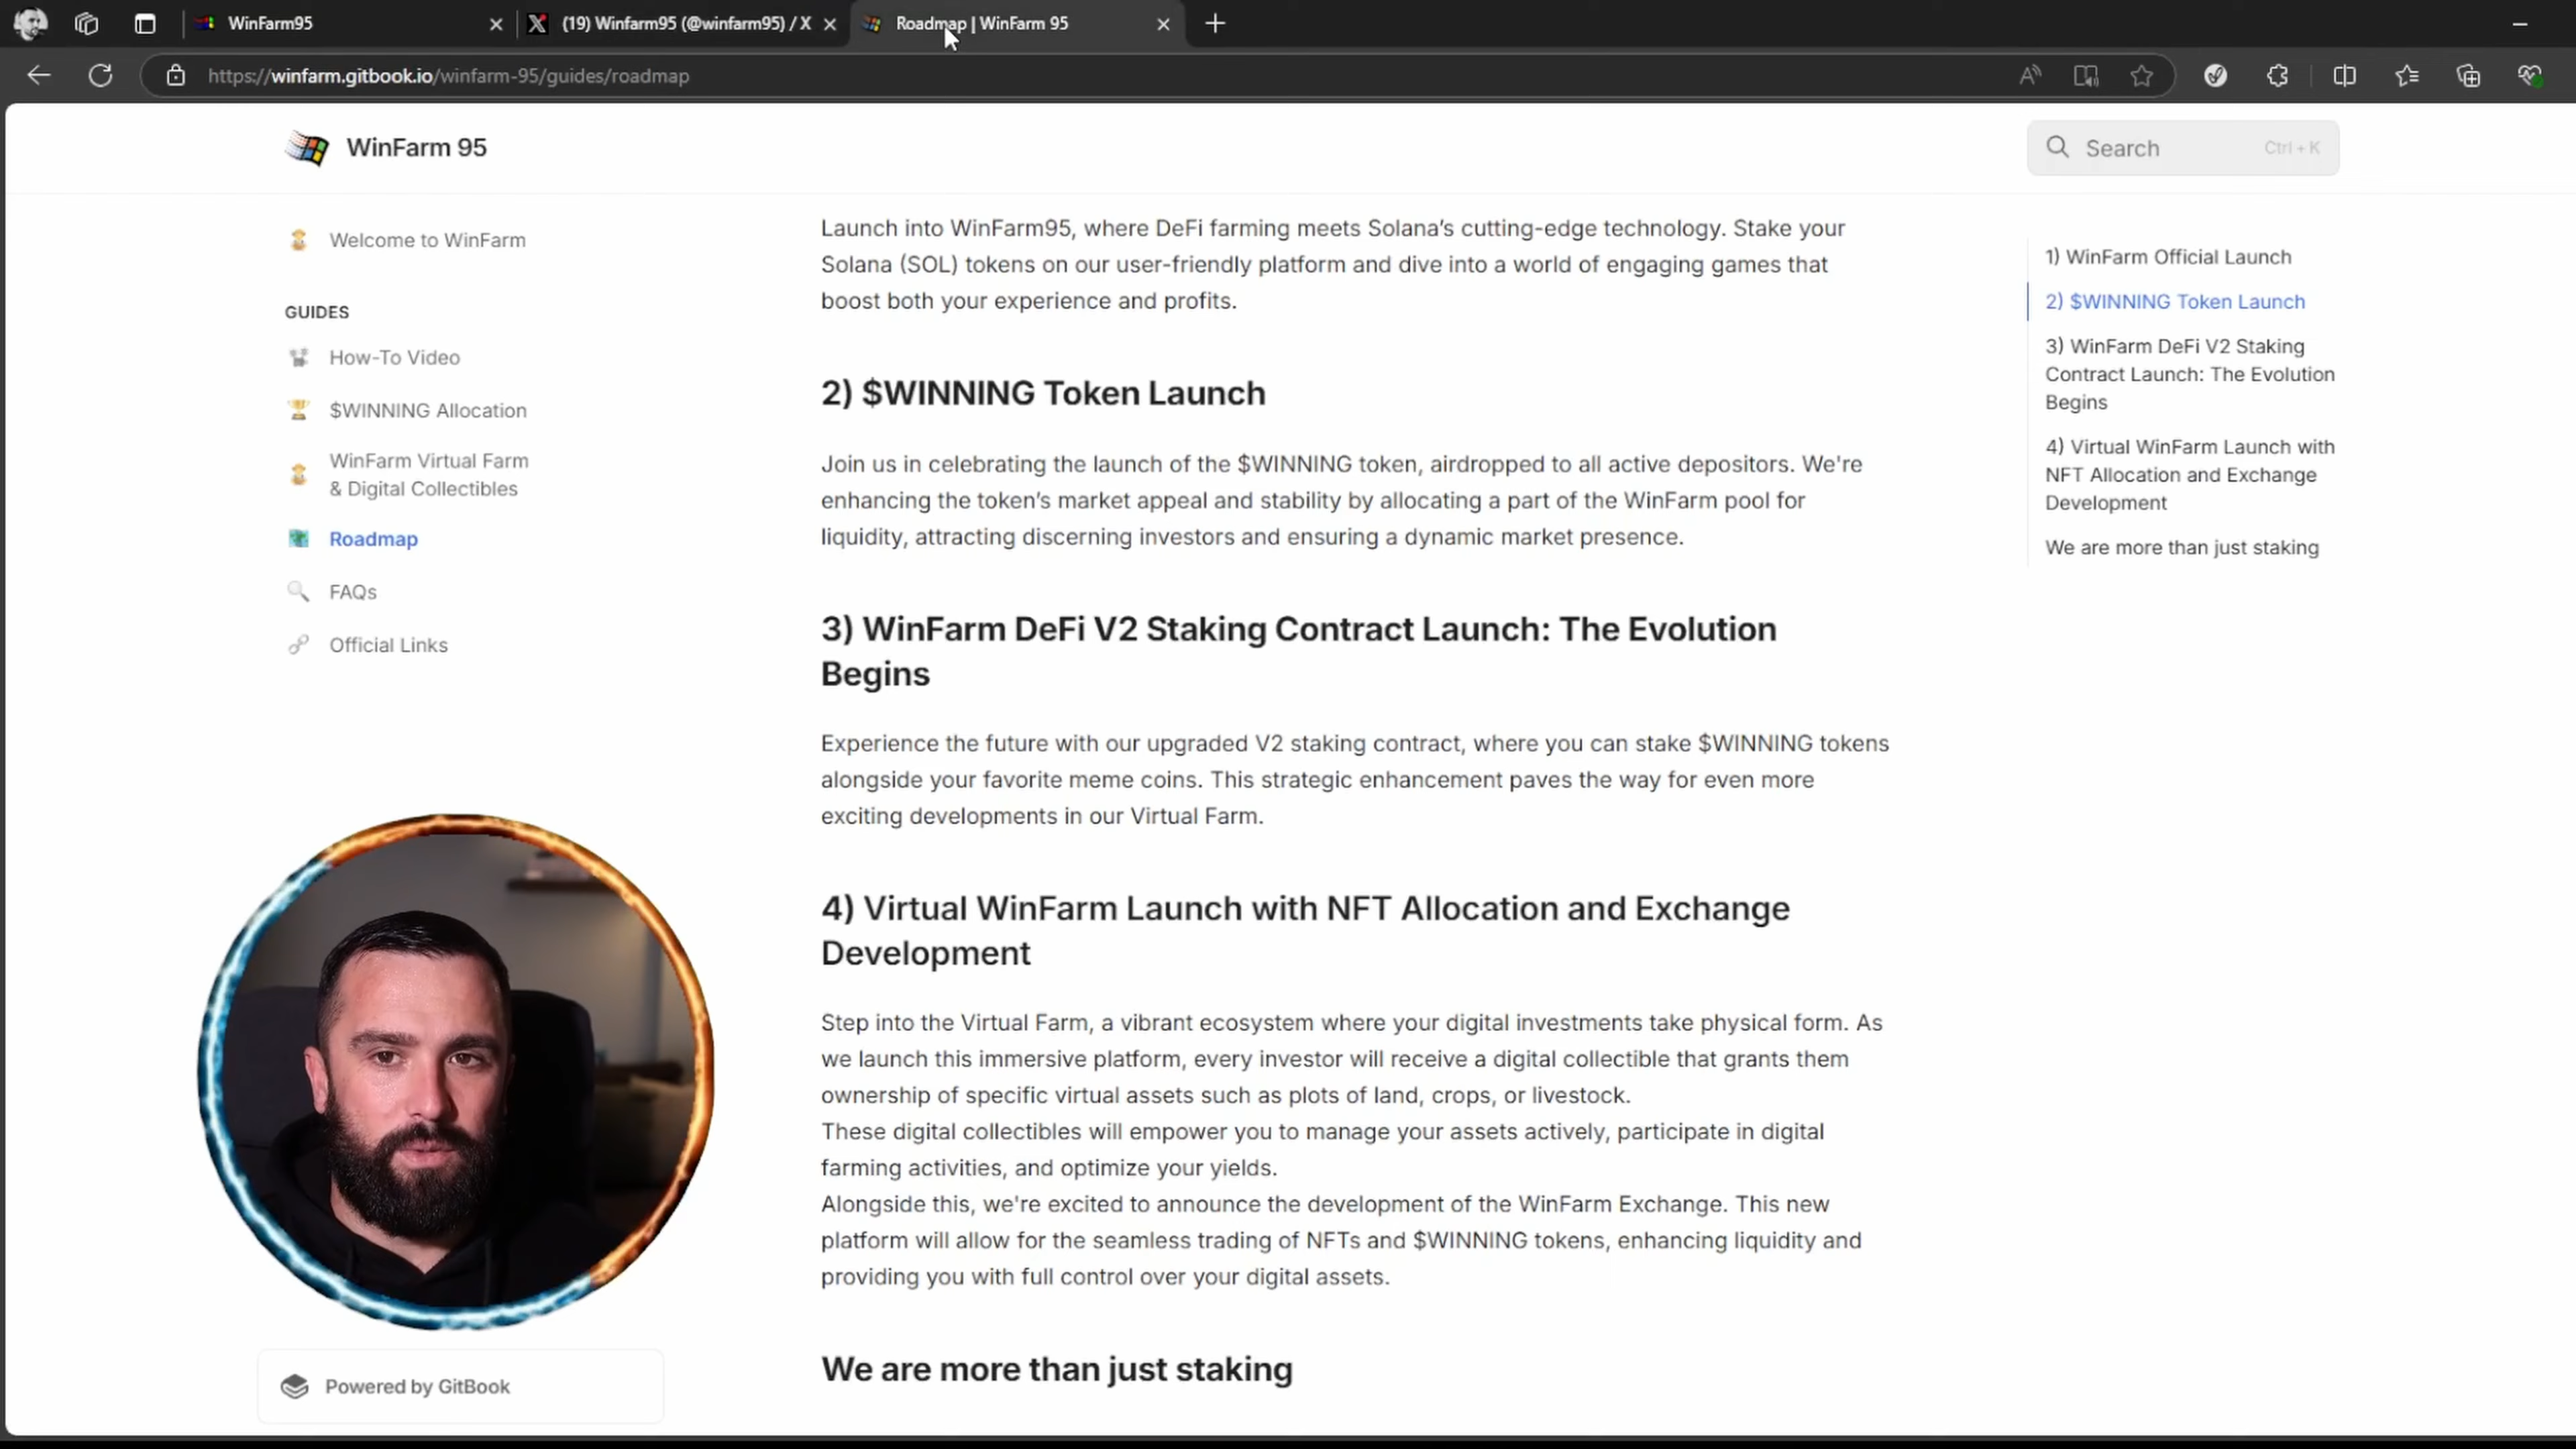 WinFarm95
(19) Winfarm95 (@winfarm95) / X
Roadmap | WinFarm 95
https://winfarm.gitbook.io/winfarm-95/guides/roadmap
WinFarm 95
Search
Ctrl + K
Welcome to WinFarm
GUIDES
How-To Video
$WINNING Allocation
WinFarm Virtual Farm
& Digital Collectibles
Roadmap
FAQs
Official Links
Powered by GitBook
Launch into WinFarm95, where DeFi farming meets Solana’s cutting-edge technology. Stake your
Solana (SOL) tokens on our user-friendly platform and dive into a world of engaging games that
boost both your experience and profits.
2) $WINNING Token Launch
Join us in celebrating the launch of the $WINNING token, airdropped to all active depositors. We're
enhancing the token’s market appeal and stability by allocating a part of the WinFarm pool for
liquidity, attracting discerning investors and ensuring a dynamic market presence.
3) WinFarm DeFi V2 Staking Contract Launch: The Evolution
Begins
Experience the future with our upgraded V2 staking contract, where you can stake $WINNING tokens
alongside your favorite meme coins. This strategic enhancement paves the way for even more
exciting developments in our Virtual Farm.
4) Virtual WinFarm Launch with NFT Allocation and Exchange
Development
Step into the Virtual Farm, a vibrant ecosystem where your digital investments take physical form. As
we launch this immersive platform, every investor will receive a digital collectible that grants them
ownership of specific virtual assets such as plots of land, crops, or livestock.
These digital collectibles will empower you to manage your assets actively, participate in digital
farming activities, and optimize your yields.
Alongside this, we're excited to announce the development of the WinFarm Exchange. This new
platform will allow for the seamless trading of NFTs and $WINNING tokens, enhancing liquidity and
providing you with full control over your digital assets.
We are more than just staking
1) WinFarm Official Launch
2) $WINNING Token Launch
3) WinFarm DeFi V2 Staking
Contract Launch: The Evolution
Begins
4) Virtual WinFarm Launch with
NFT Allocation and Exchange
Development
We are more than just staking